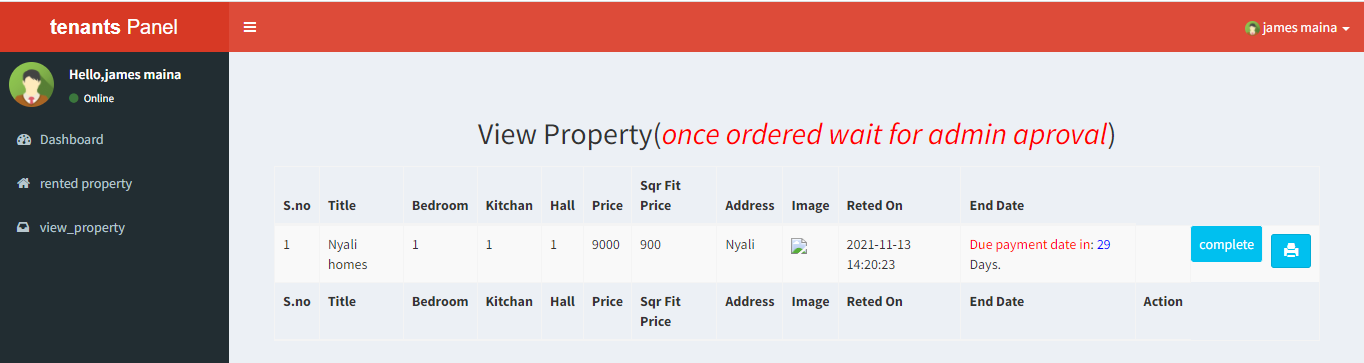 tenants Panel
james maina
Hello,james maina
Online
Dashboard
rented property
view_property
View Property(once ordered wait for admin aproval)
S.no Title Bedroom Kitchan Hall Price Sqr Fit Price Address Image Reted On End Date
1 Nyali homes 1 1 1 9000 900 Nyali 2021-11-13 14:20:23 Due payment date in: 29 Days. complete
S.no Title Bedroom Kitchan Hall Price Sqr Fit Price Address Image Reted On End Date Action